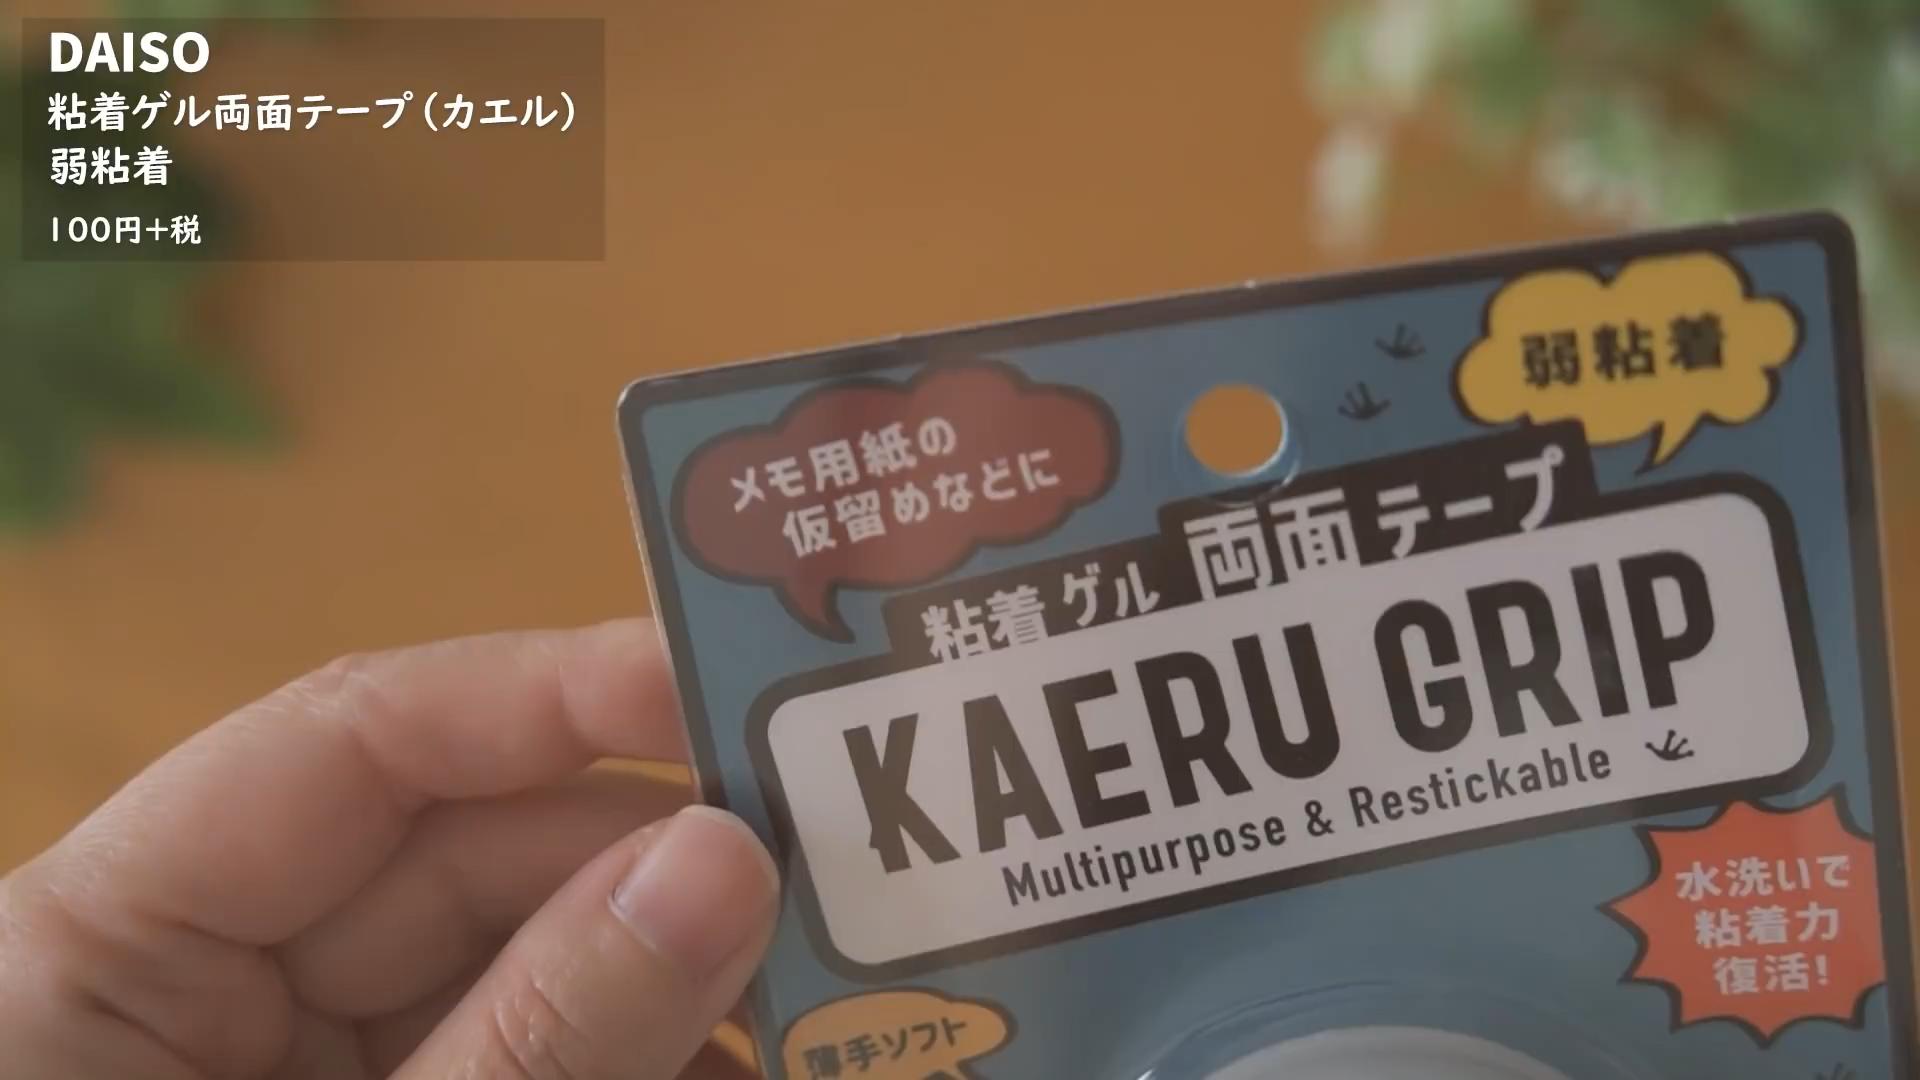 DAISO
粘着ゲル両面テープ（カエル）
弱粘着
100円+税
弱粘着
メモ用紙の
仮留めなどに
粘着ゲル両面テープ
KAERU GRIP
Multipurpose & Restickable
水洗いで
粘着力
復活!
薄手ソフト